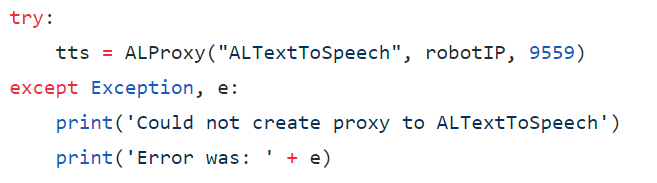 try:
    tts = ALProxy("ALTextToSpeech", robotIP, 9559)
except Exception, e:
    print('Could not create proxy to ALTextToSpeech')
    print('Error was: ' + e)